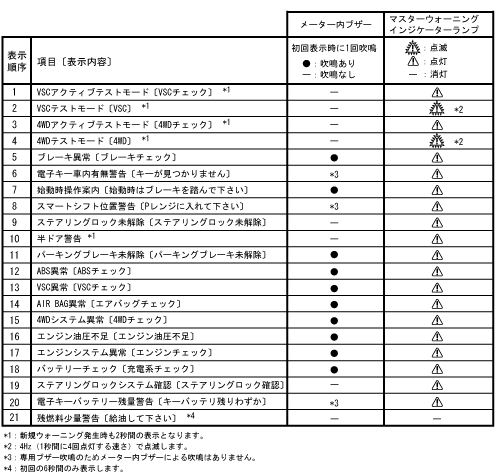 メーター内ブザー マスターウォーニング
インジケーターランプ
表示
順序 項目〔表示内容〕 初回表示時に1回吹鳴
●：吹鳴あり
―：吹鳴なし ：点滅
：点灯
―：消灯
1 VSCアクティブテストモード〔VSCチェック〕 *1 ―
2 VSCテストモード〔VSC〕 *1 ― *2
3 4WDアクティブテストモード〔4WDチェック〕 *1 ―
4 4WDテストモード〔4WD〕 *1 ― *2
5 ブレーキ異常〔ブレーキチェック〕 ●
6 電子キー車内有無警告〔キーが見つかりません〕 *3
7 始動時操作案内〔始動時はブレーキを踏んで下さい〕 ●
8 スマートシフト位置警告〔Pレンジに入れて下さい〕 *3
9 ステアリングロック未解除〔ステアリングロック未解除〕 ―
10 半ドア警告 *1 ―
11 パーキングブレーキ未解除〔パーキングブレーキ未解除〕 ●
12 ABS異常〔ABSチェック〕 ●
13 VSC異常〔VSCチェック〕 ●
14 AIR BAG異常〔エアバッグチェック〕 ●
15 4WDシステム異常〔4WDチェック〕 ●
16 エンジン油圧不足〔エンジン油圧不足〕 ●
17 エンジンシステム異常〔エンジンチェック〕 ●
18 バッテリーチェック〔充電系チェック〕 ●
19 ステアリングロックシステム確認〔ステアリングロック確認〕 ―
20 電子キーバッテリー残量警告〔キーバッテリ残りわずか〕 *3
21 残燃料少量警告〔給油して下さい〕 *4 ― ―
*1：新規ウォーニング発生時も2秒間の表示となります。
*2：4Hz（1秒間に4回点灯する速さ）で点滅します。
*3：専用ブザー吹鳴のためメーター内ブザーによる吹鳴はありません。
*4：初回の6秒間のみ表示します。